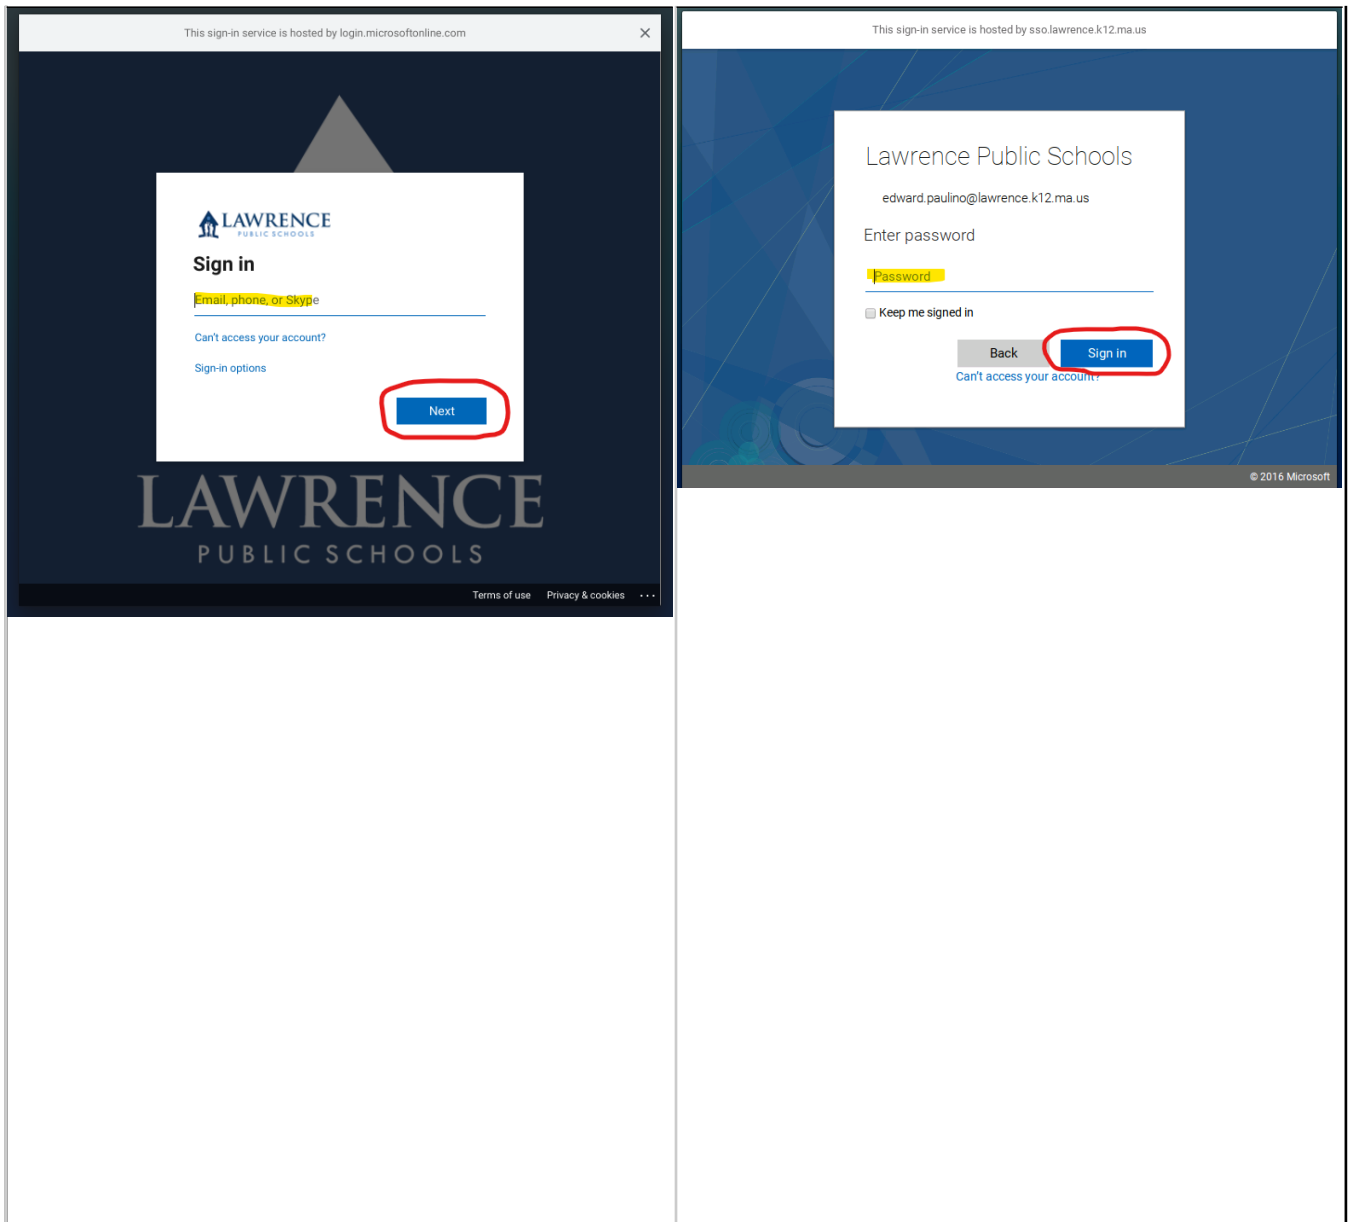 This sign-in service is hosted by login.microsoftonline.com
LAWRENCE
PUBLIC SCHOOLS
Sign in
Email, phone, or Skype
Can't access your account?
Sign-in options
Next
LAWRENCE
PUBLIC SCHOOLS
Terms of use Privacy & cookies ...
This sign-in service is hosted by sso.lawrence.k12.ma.us
Lawrence Public Schools
edward.paulino@lawrence.k12.ma.us
Enter password
Password
Keep me signed in
Back Sign in
Can't access your account?
© 2016 Microsoft